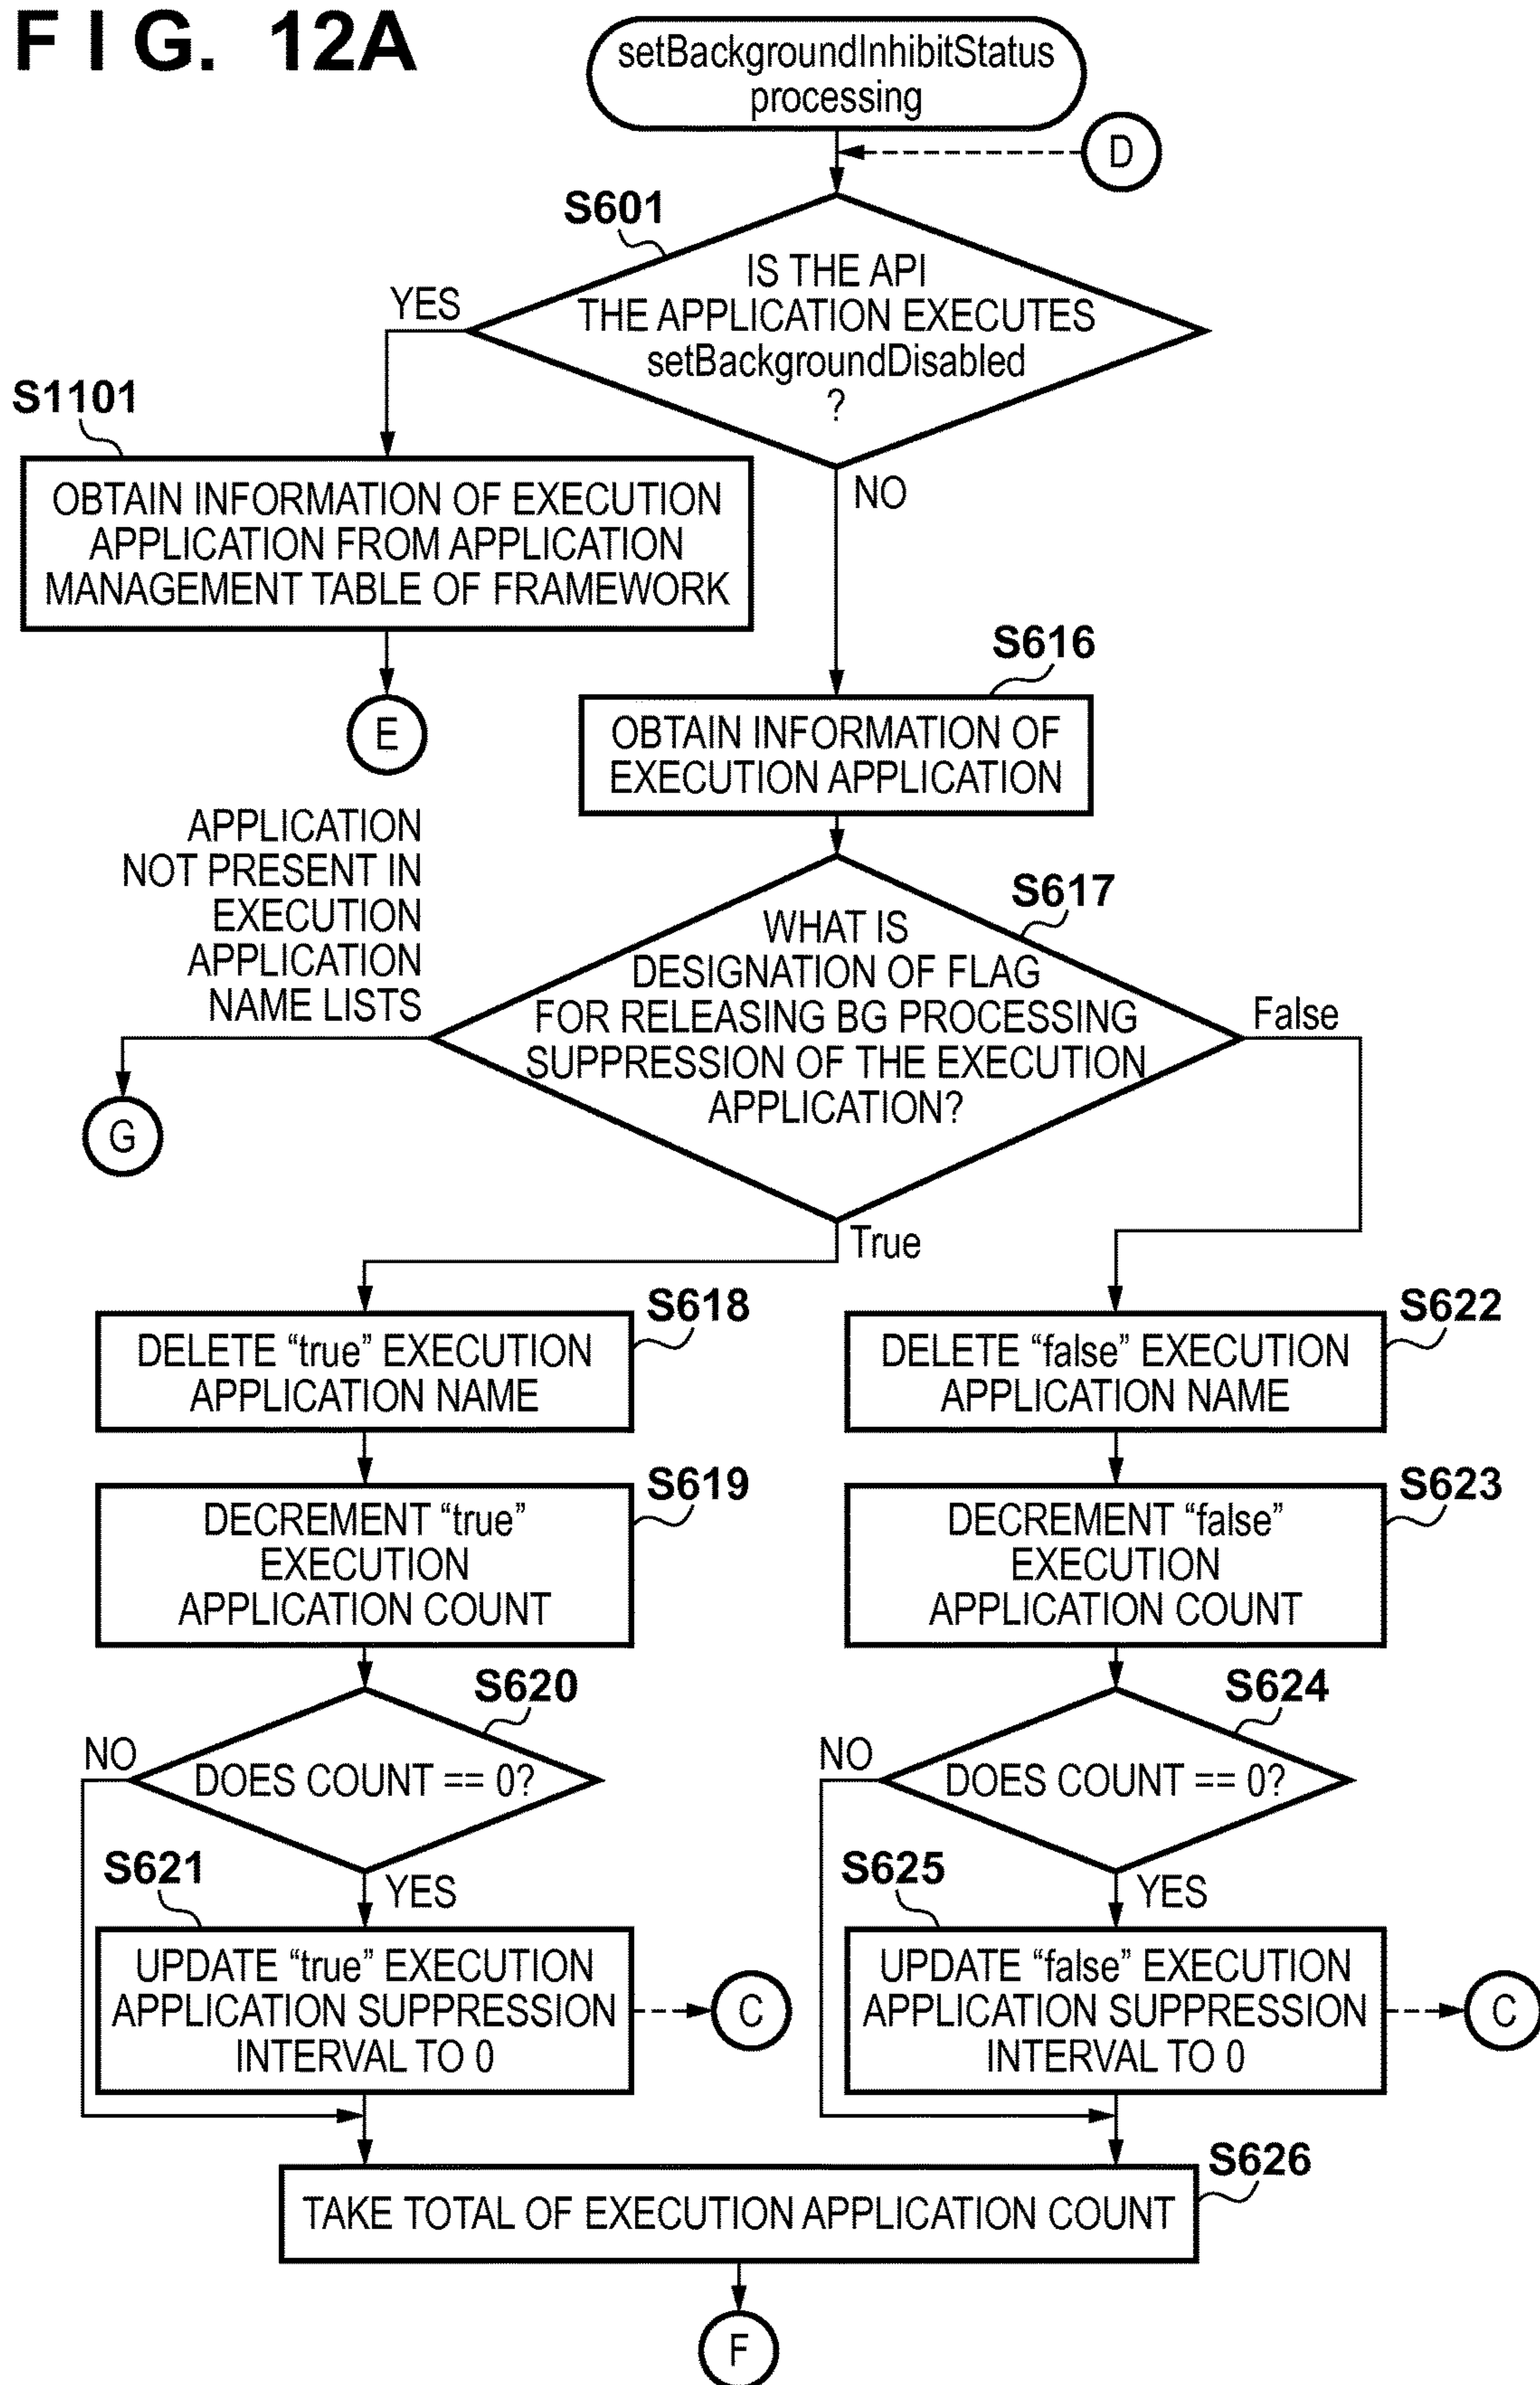 FIG. 12A
setBackgroundInhibitStatus
processing
D
S601
IS THE API
THE APPLICATION EXECUTES
setBackgroundDisabled
?
YES
NO
S1101
OBTAIN INFORMATION OF EXECUTION
APPLICATION FROM APPLICATION
MANAGEMENT TABLE OF FRAMEWORK
E
S616
OBTAIN INFORMATION OF
EXECUTION APPLICATION
APPLICATION
NOT PRESENT IN
EXECUTION
APPLICATION
NAME LISTS
S617
WHAT IS
DESIGNATION OF FLAG
FOR RELEASING BG PROCESSING
SUPPRESSION OF THE EXECUTION
APPLICATION?
False
G
True
S618
DELETE “true” EXECUTION
APPLICATION NAME
S622
DELETE “false” EXECUTION
APPLICATION NAME
S619
DECREMENT “true”
EXECUTION
APPLICATION COUNT
S623
DECREMENT “false”
EXECUTION
APPLICATION COUNT
S620
NO
DOES COUNT == 0?
YES
S624
NO
DOES COUNT == 0?
YES
S621
UPDATE “true” EXECUTION
APPLICATION SUPPRESSION
INTERVAL TO 0
C
S625
UPDATE “false” EXECUTION
APPLICATION SUPPRESSION
INTERVAL TO 0
C
S626
TAKE TOTAL OF EXECUTION APPLICATION COUNT
F